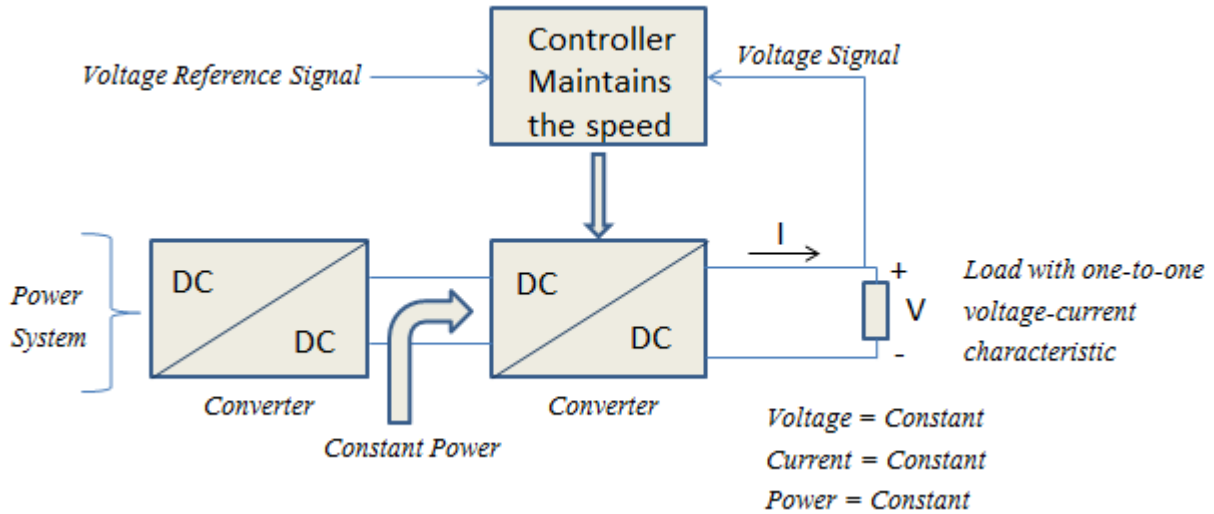 Controller
Maintains
the speed
Voltage Reference Signal
Voltage Signal
I
Power
System
DC
DC
DC
DC
+
V
-
Load with one-to-one
voltage-current
characteristic
Converter
Converter
Constant Power
Voltage = Constant
Current = Constant
Power = Constant